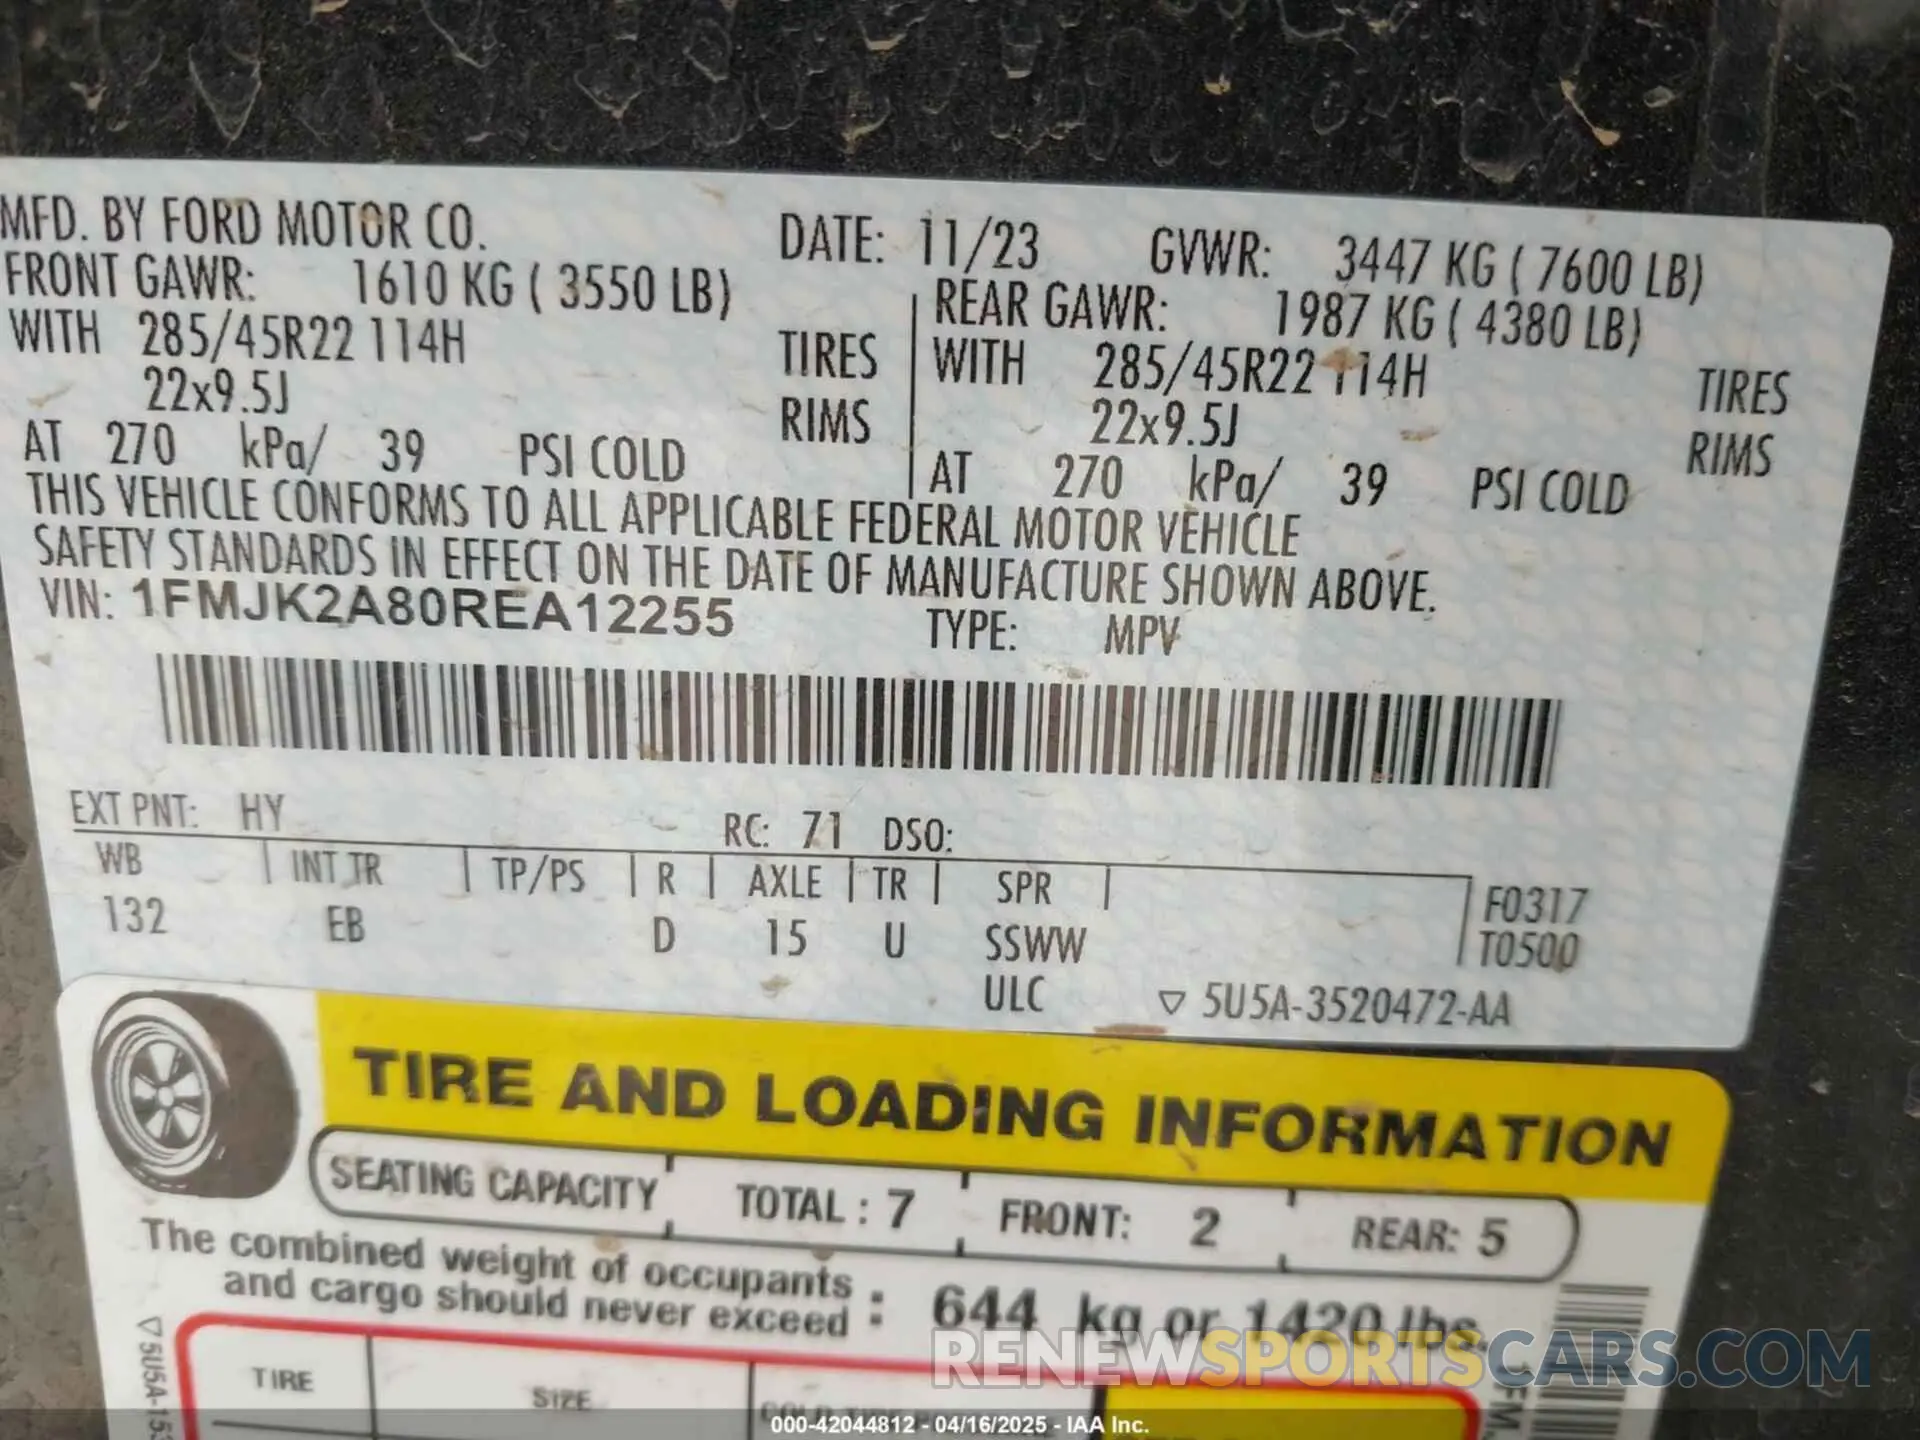 MFD. BY FORD MOTOR CO. DATE: 11/23 GVWR: 3447 KG ( 7600 LB)
FRONT GAWR: 1610 KG ( 3550 LB) REAR GAWR: 1987 KG ( 4380 LB)
WITH 285/45R22 114H TIRES WITH 285/45R22 114H TIRES
22x9.5J RIMS 22x9.5J RIMS
AT 270 kPa/ 39 PSI COLD AT 270 kPa/ 39 PSI COLD
THIS VEHICLE CONFORMS TO ALL APPLICABLE FEDERAL MOTOR VEHICLE
SAFETY STANDARDS IN EFFECT ON THE DATE OF MANUFACTURE SHOWN ABOVE.
VIN: 1FMJK2A80REA12255 TYPE: MPV
EXT PNT: HY RC: 71 DSO:
WB INT TR TP/PS R AXLE TR SPR F0317
132 EB D 15 U SSWW T0500
ULC ▽ 5U5A-3520472-AA
TIRE AND LOADING INFORMATION
SEATING CAPACITY TOTAL : 7 FRONT: 2 REAR: 5
The combined weight of occupants
and cargo should never exceed : 644 kg or 1420 lbs.
RENEWSPORTSCARS.COM
TIRE SIZE
000-42044812 - 04/16/2025 - IAA Inc.